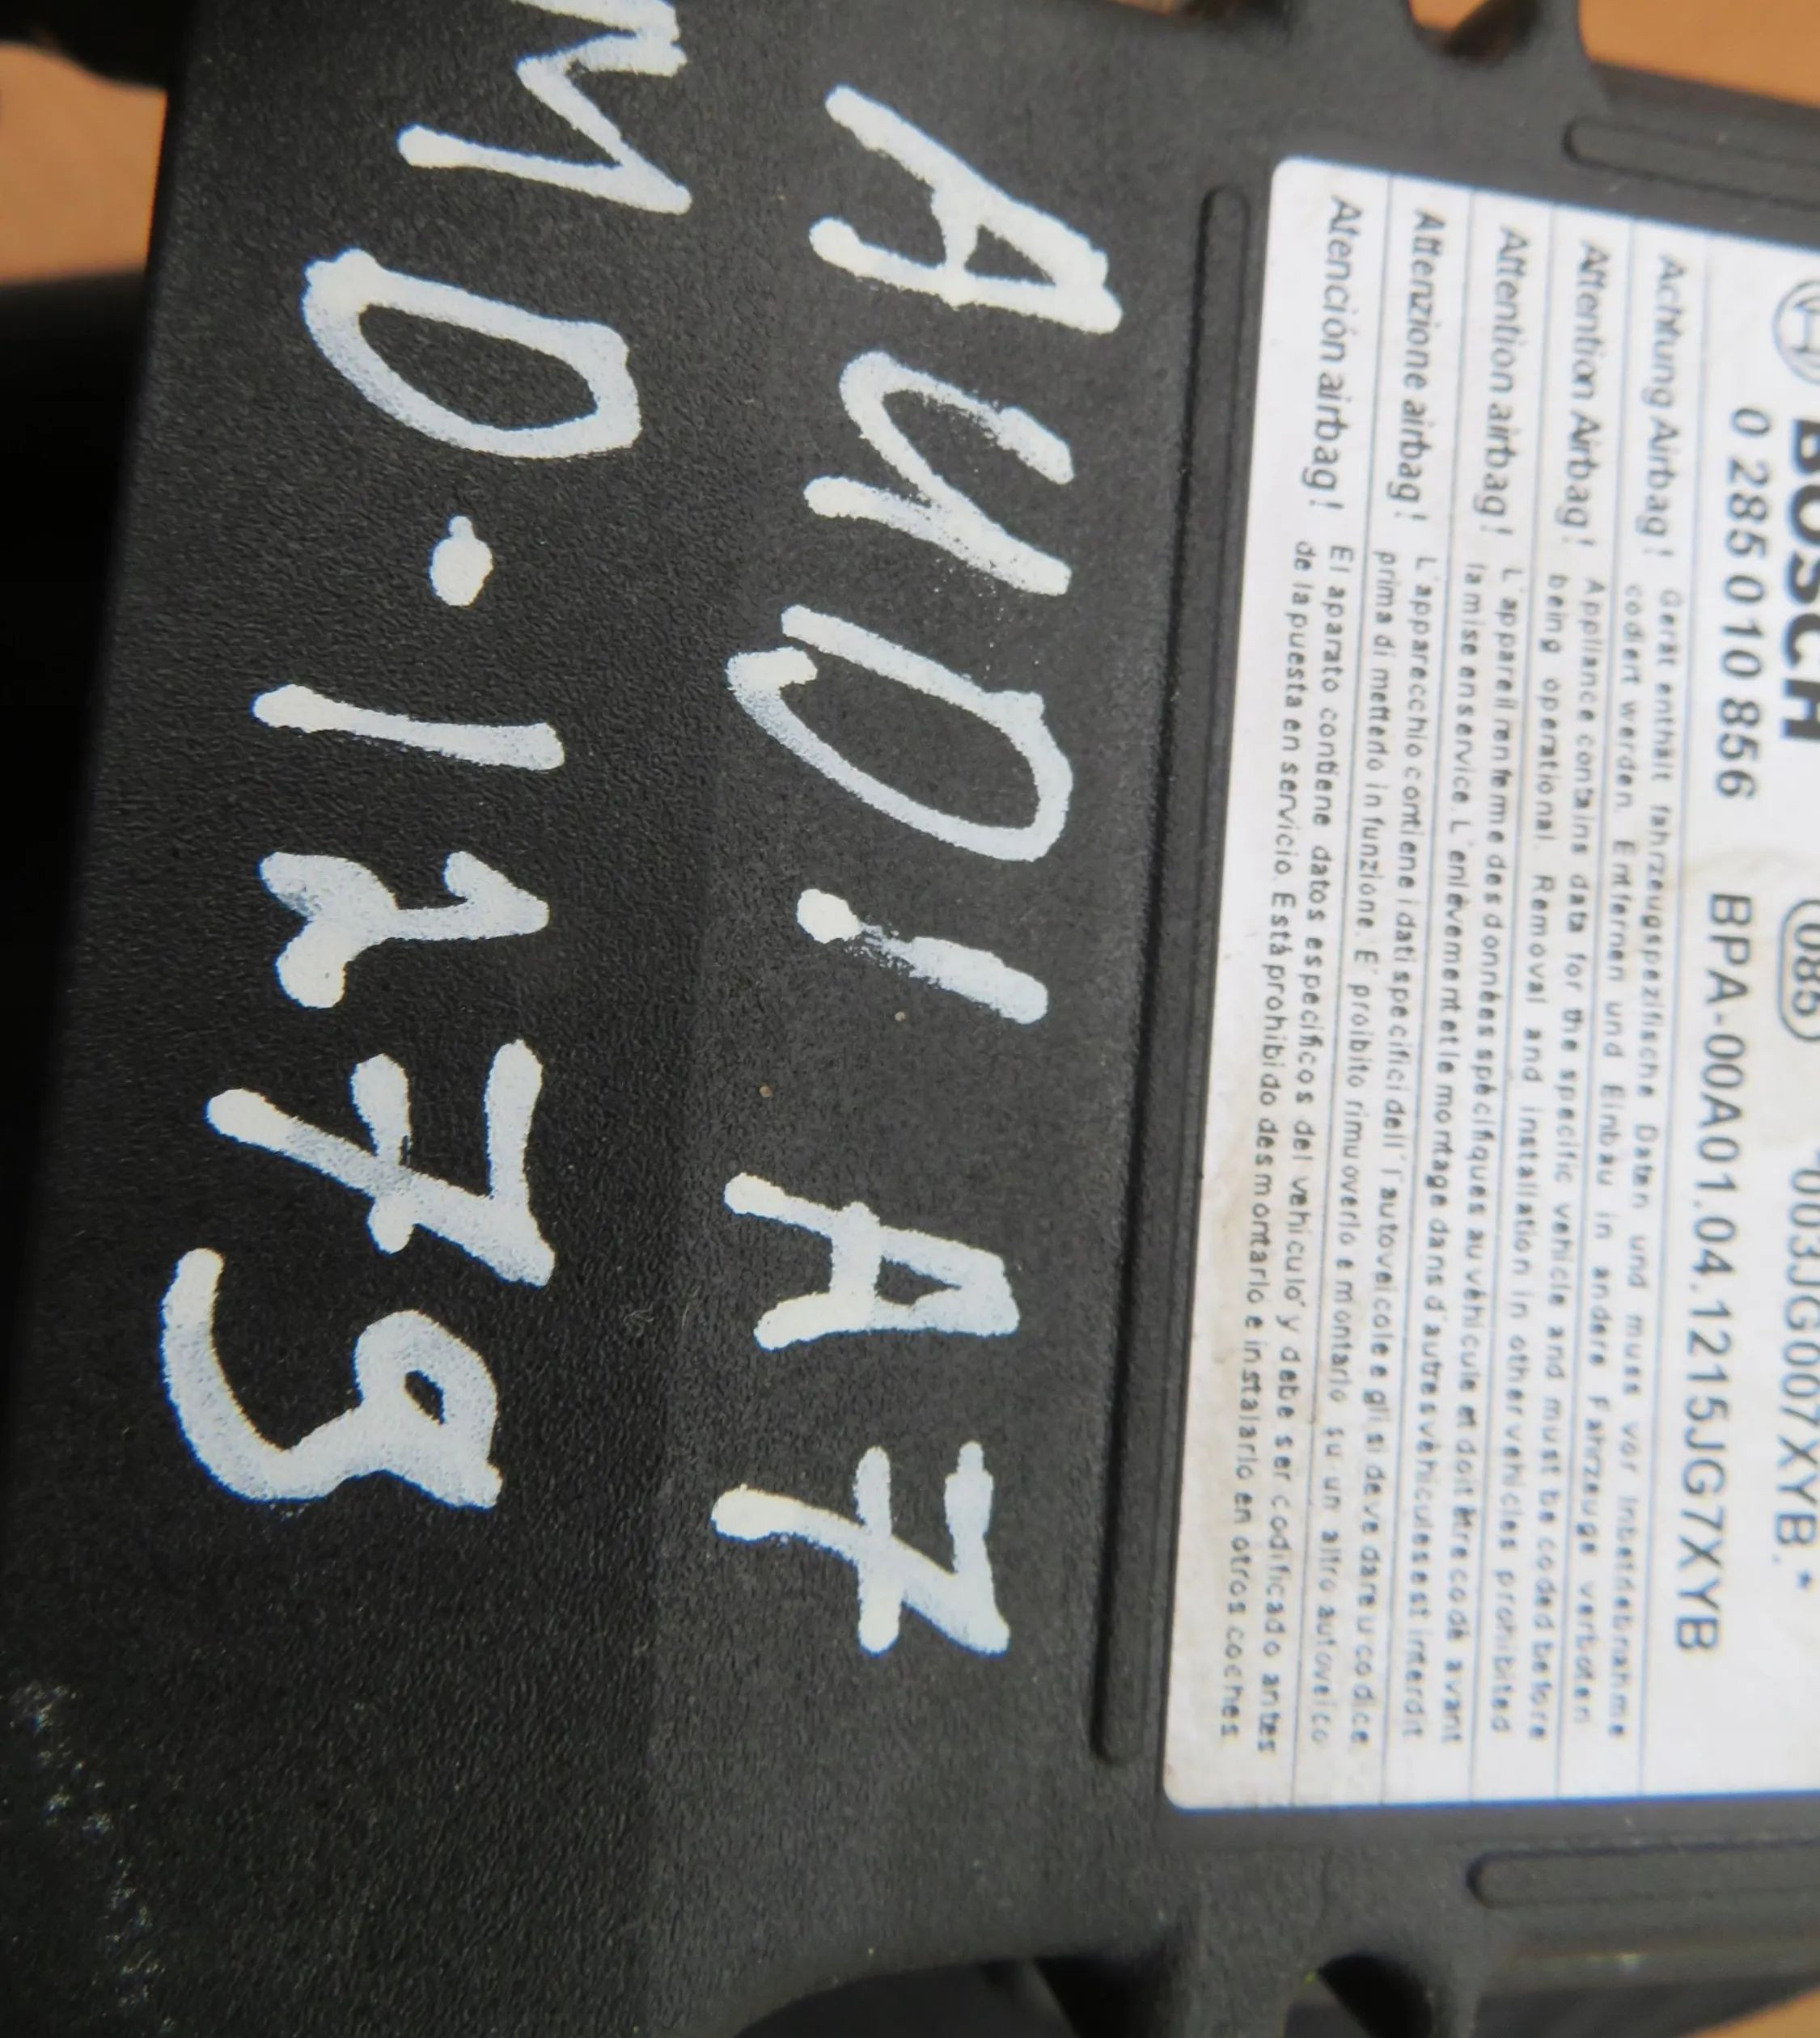 BOSCH 085 -003JG007XYB.*
0 285 010 856 BPA-00A01.04.1215JG7XYB
Achtung Airbag! Gerät enthält fahrzeugspezifische Daten und muss vor Inbetriebnahme
codiert werden. Entfernen und Einbau in andere Fahrzeuge verboten
Attention Airbag! Appliance contains data for the specific vehicle and must be coded before
being operational. Removal and installation in other vehicles prohibited
Attention airbag! L'appareil renferme des données spécifiques au véhicule et doit être codé avant
la mise en service. L'enlèvement et le montage dans d'autres véhicules est interdit
Attenzione airbag! L'apparecchio contiene i dati specifici dell'l'autoveicolo e gli si deve dare u codice
prima di metterlo in funzione. E' proibito rimuoverlo e montarlo su un altro autoveico
Atención airbag! El aparato contiene datos específicos del vehículo y debe ser codificado antes
de la puesta en servicio. Está prohibido desmontarlo e instalarlo en otros coches
AUDI A7
MD.12.79